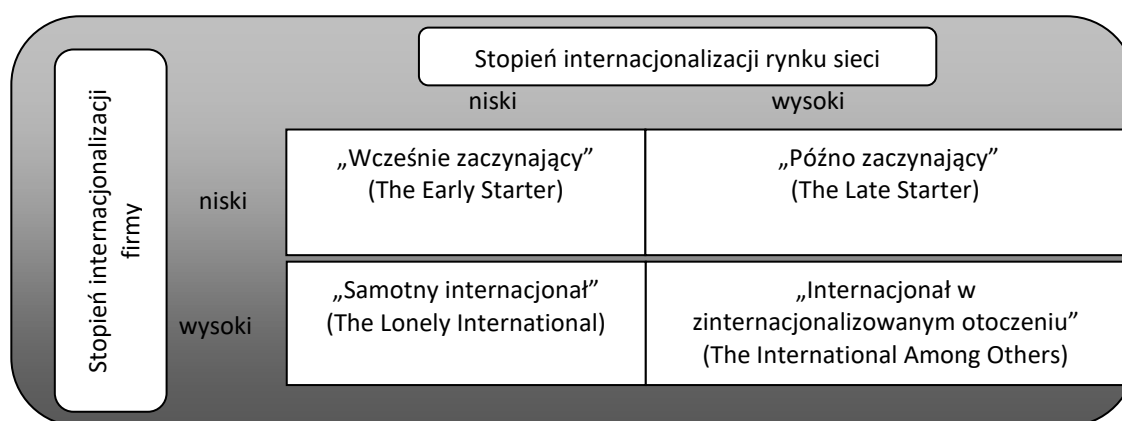 Stopień internacjonalizacji rynku sieci
niski wysoki
Stopień internacjonalizacji
firmy
niski
„Wcześnie zaczynający”
(The Early Starter)
„Późno zaczynający”
(The Late Starter)
wysoki
„Samotny internacjonał”
(The Lonely International)
„Internacjonał w
zinternacjonalizowanym otoczeniu”
(The International Among Others)